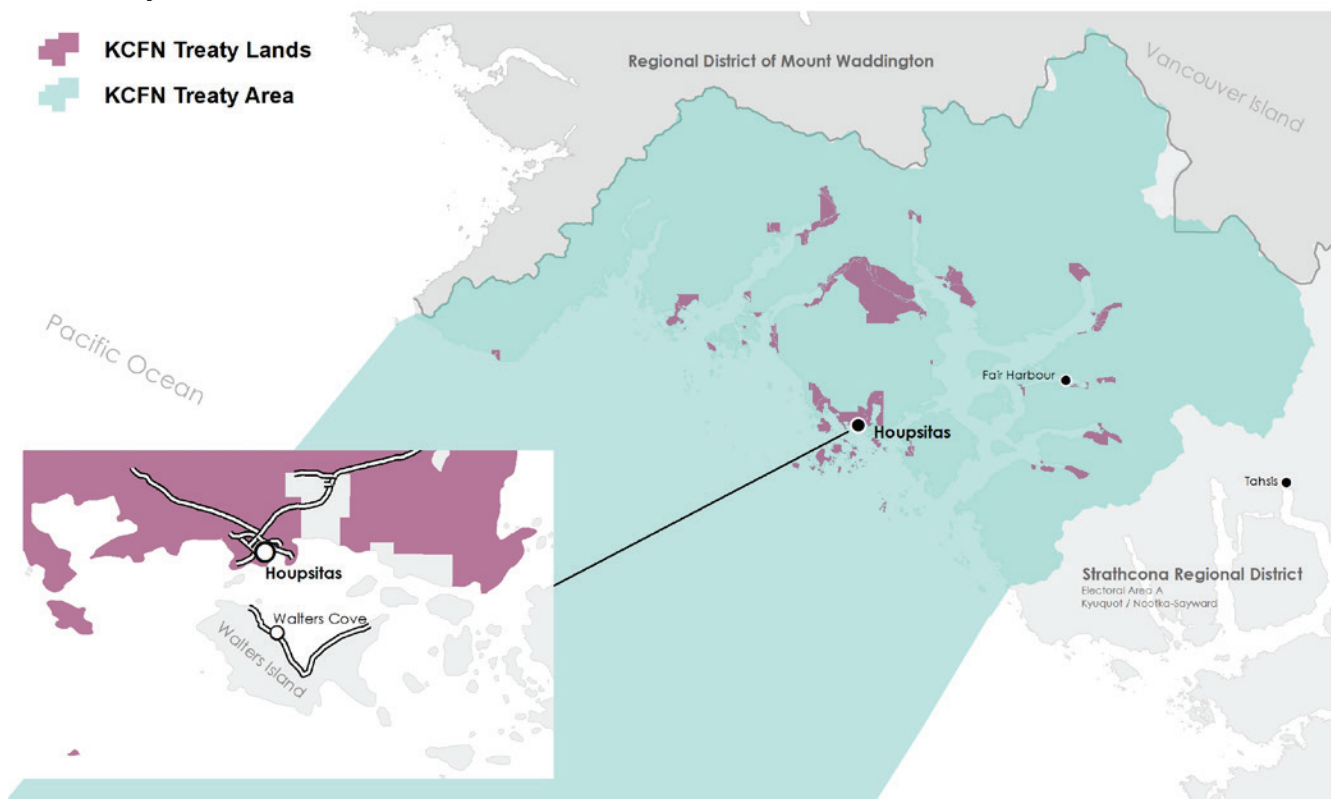 KCFN Treaty Lands
KCFN Treaty Area
Regional District of Mount Waddington
Vancouver Island
Pacific Ocean
Fair Harbour
Houpsitas
Tahsis
Strathcona Regional District
Electoral Area A
Kyuquot / Nootka-Sayward
Houpsitas
Walters Cove
Walters Island